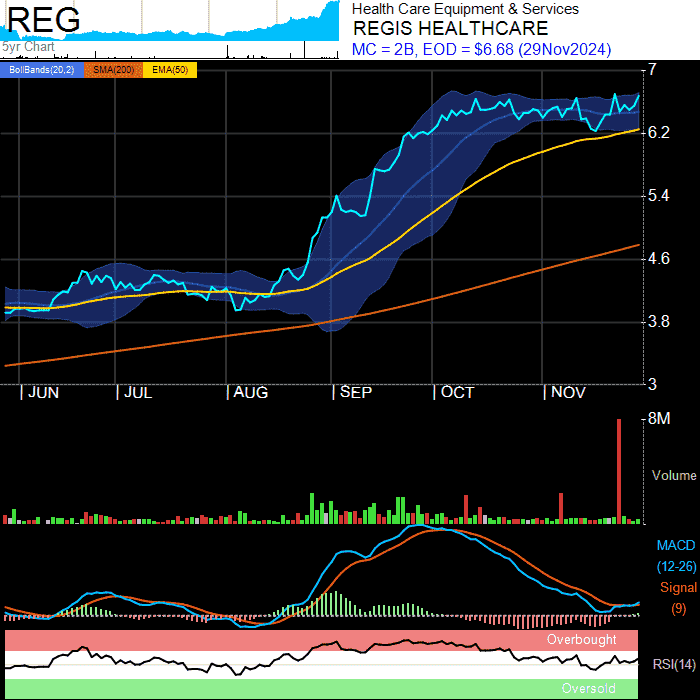 REG
5yr Chart
Health Care Equipment & Services
REGIS HEALTHCARE
MC = 2B, EOD = $6.68 (29Nov2024)
BollBands(20,2) SMA(200) EMA(50)
7
6.2
5.4
4.6
3.8
3
JUN JUL AUG SEP OCT NOV
8M
Volume
MACD
(12-26)
Signal
(9)
Overbought
RSI(14)
Oversold